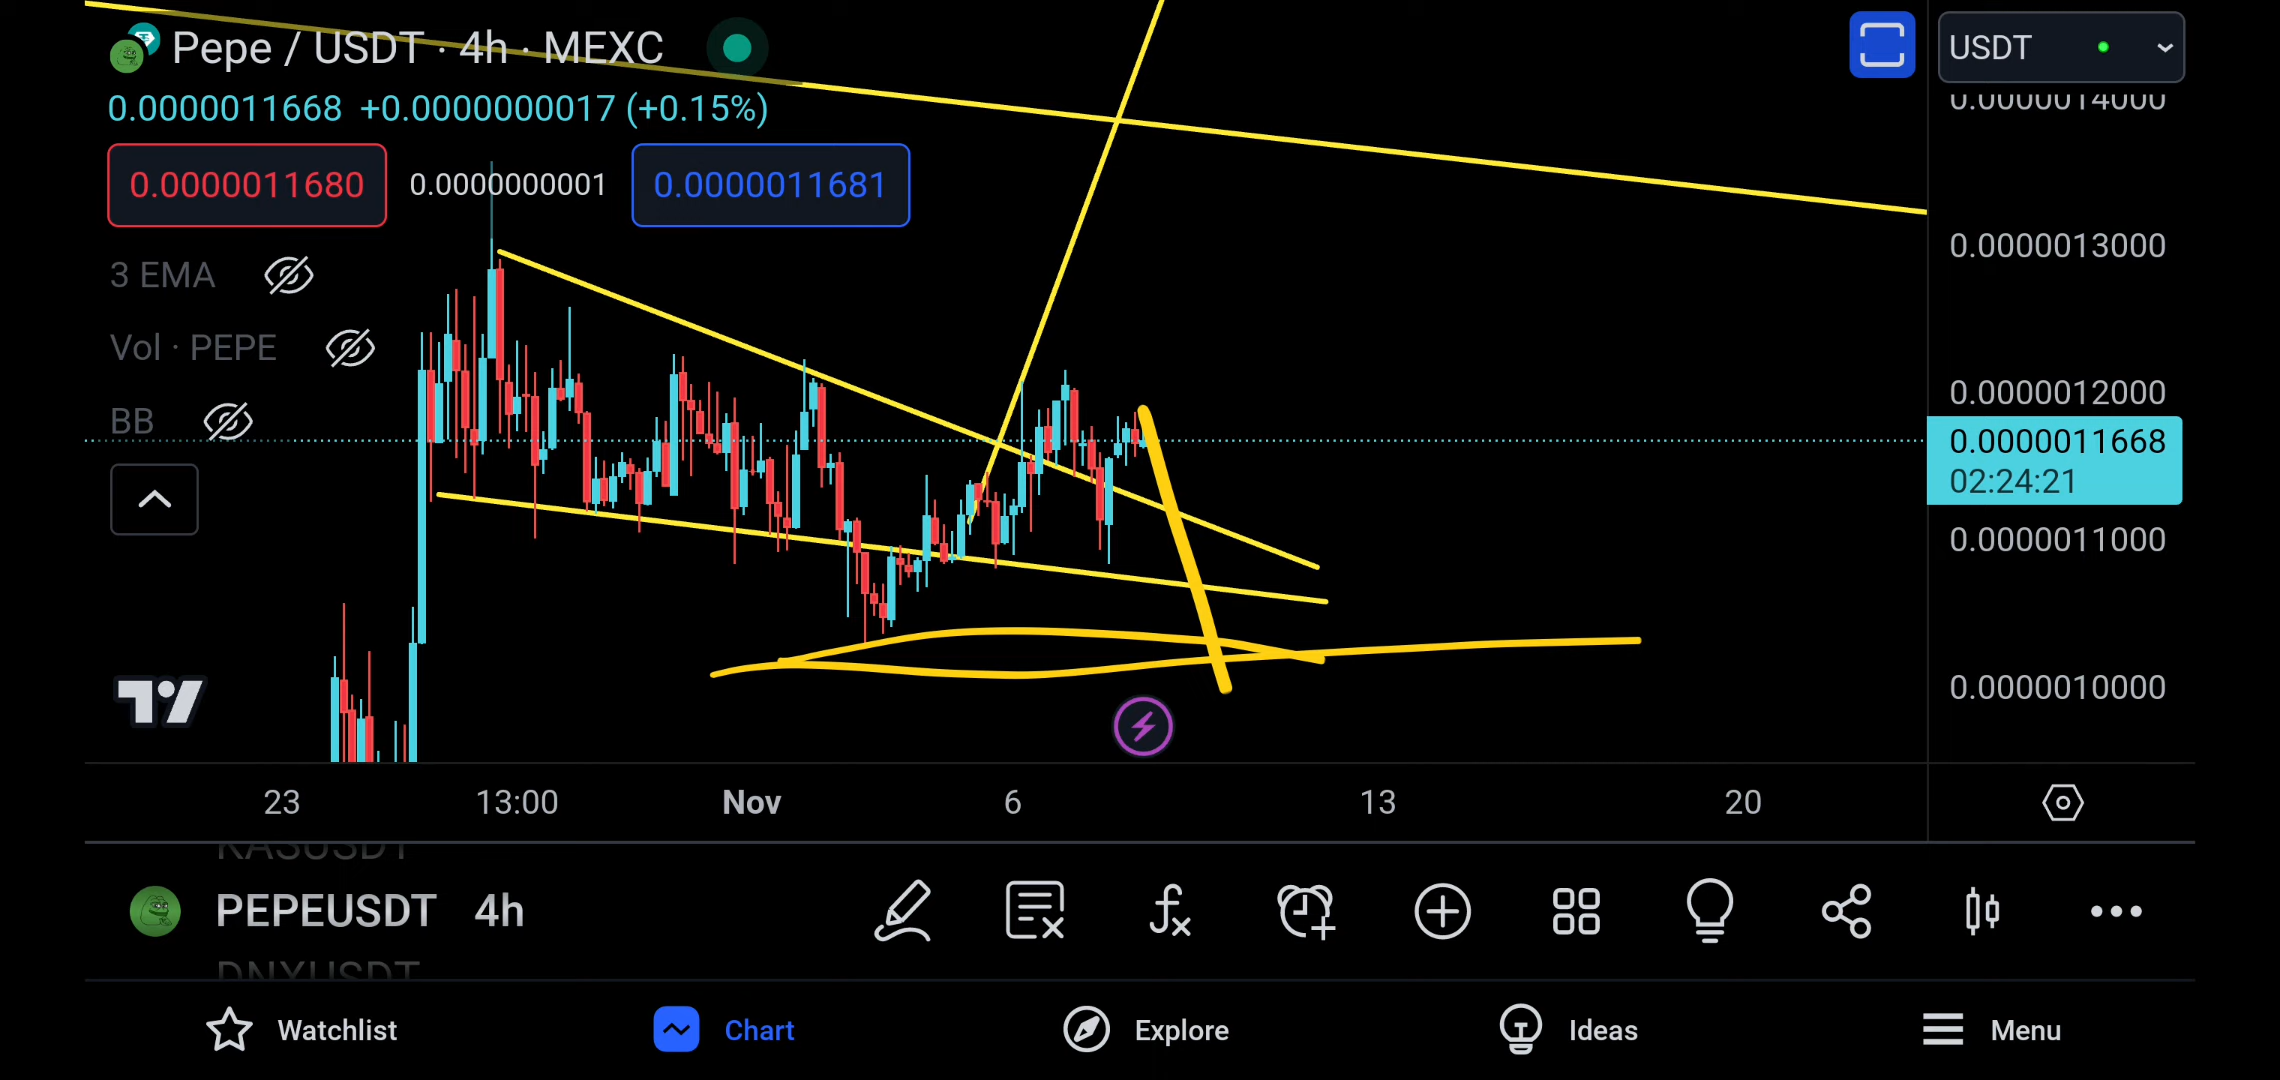 Pepe / USDT · 4h · MEXC
USDT
0.0000014000
0.0000011668 +0.0000000017 (+0.15%)
0.0000011680 0.0000000001 0.0000011681
0.0000013000
3 EMA
Vol · PEPE
0.0000012000
BB
0.0000011668
02:24:21
0.0000011000
0.0000010000
23 13:00 Nov 6 13 20
KASUSDT
PEPEUSDT 4h
DNXUSDT
Watchlist Chart Explore Ideas Menu